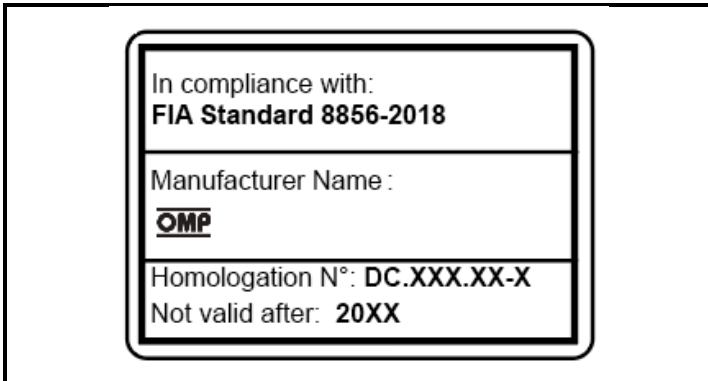 In compliance with:
FIA Standard 8856-2018
Manufacturer Name :
OMP
Homologation N°: DC.XXX.XX-X
Not valid after: 20XX